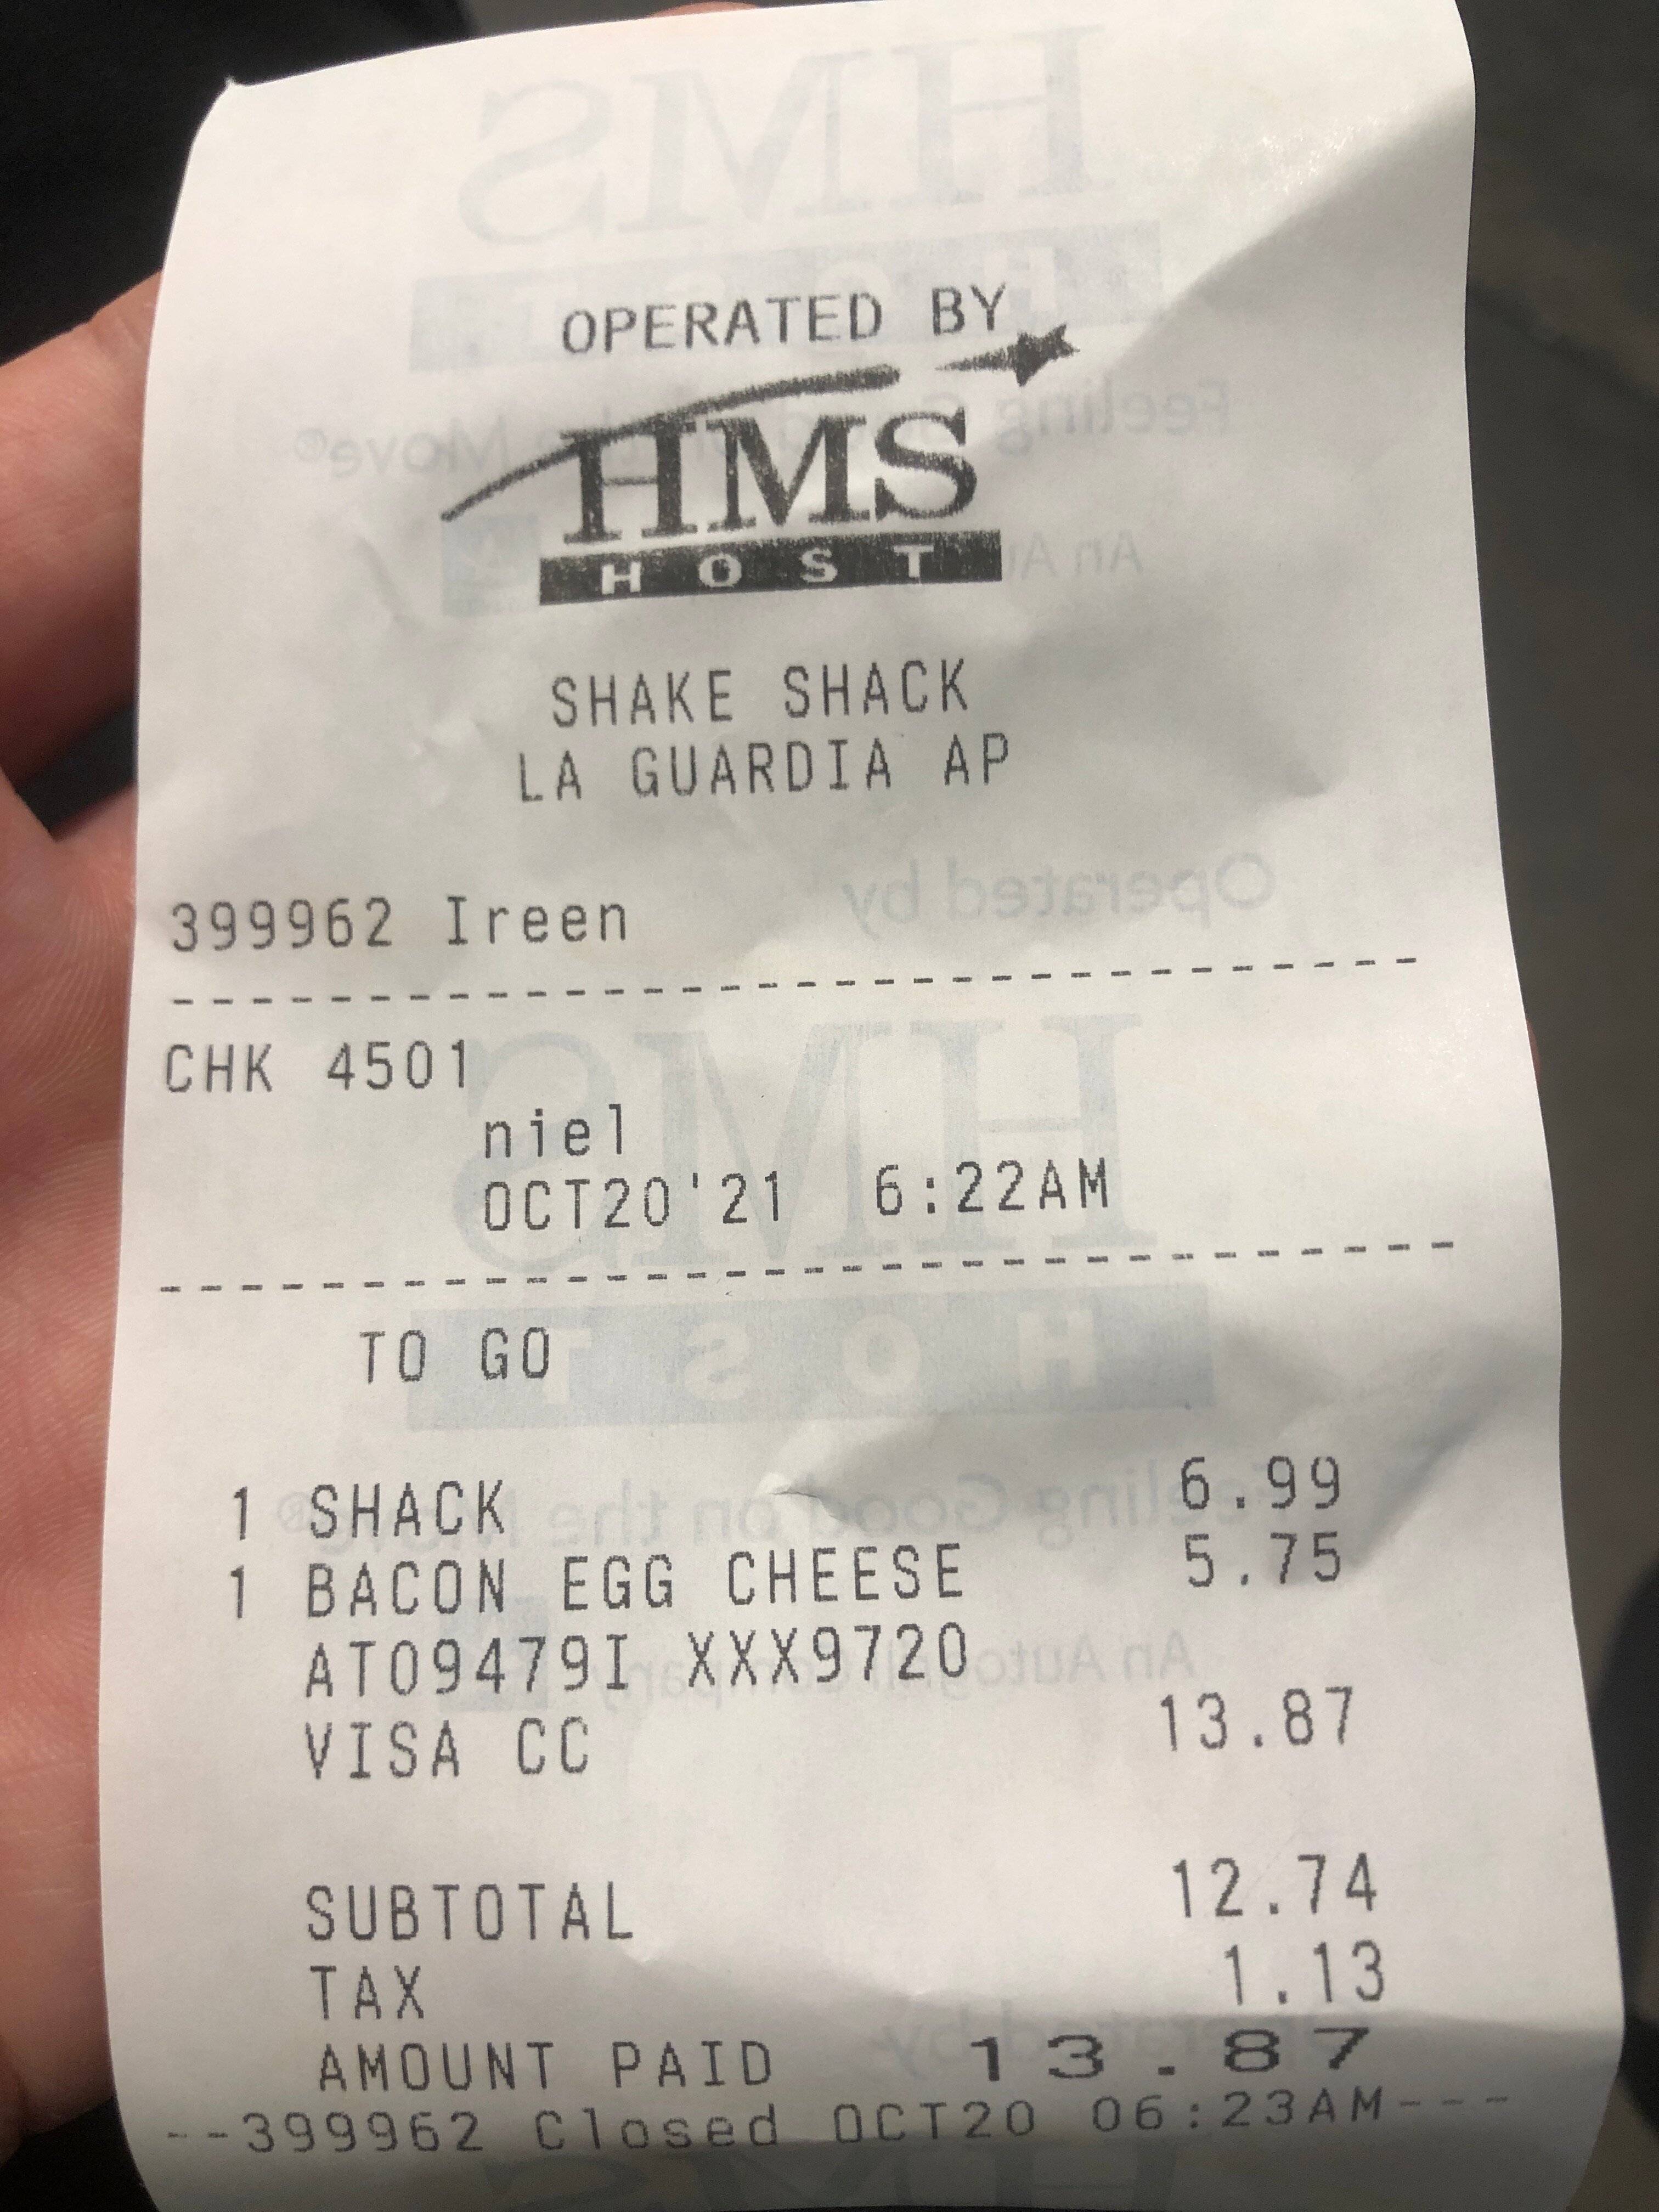 OPERATED BY
HMS
HOST
SHAKE SHACK
LA GUARDIA AP
399962 Ireen
Operated by
--------------------------------
CHK 4501
niel
OCT20'21 6:22AM
--------------------------------
TO GO
1 SHACK 6.99
1 BACON EGG CHEESE 5.75
AT09479I XXX9720
VISA CC 13.87
SUBTOTAL 12.74
TAX 1.13
AMOUNT PAID 13.87
--399962 Closed OCT20 06:23AM---